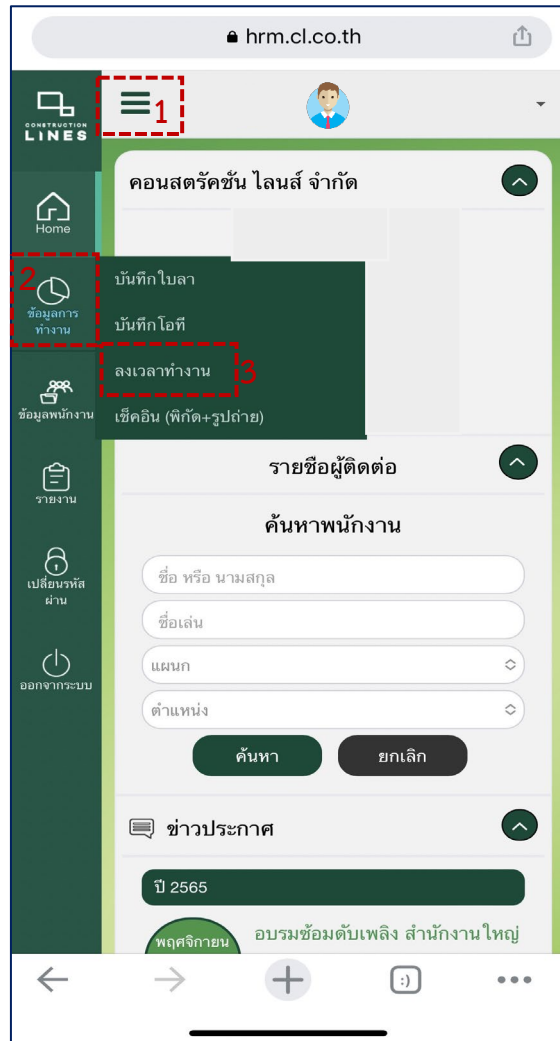 hrm.cl.co.th
CONSTRUCTION
LINES
1
คอนสตรัคชั่น ไลนส์ จำกัด
Home
2
ข้อมูลการ
ทำงาน
บันทึกใบลา
บันทึกโอที
ลงเวลาทำงาน
3
เช็คอิน (พิกัด+รูปถ่าย)
ข้อมูลพนักงาน
รายงาน
เปลี่ยนรหัส
ผ่าน
ออกจากระบบ
รายชื่อผู้ติดต่อ
ค้นหาพนักงาน
ชื่อ หรือ นามสกุล
ชื่อเล่น
แผนก
ตำแหน่ง
ค้นหา
ยกเลิก
ข่าวประกาศ
ปี 2565
พฤศจิกายน
อบรมซ้อมดับเพลิง สำนักงานใหญ่
:)